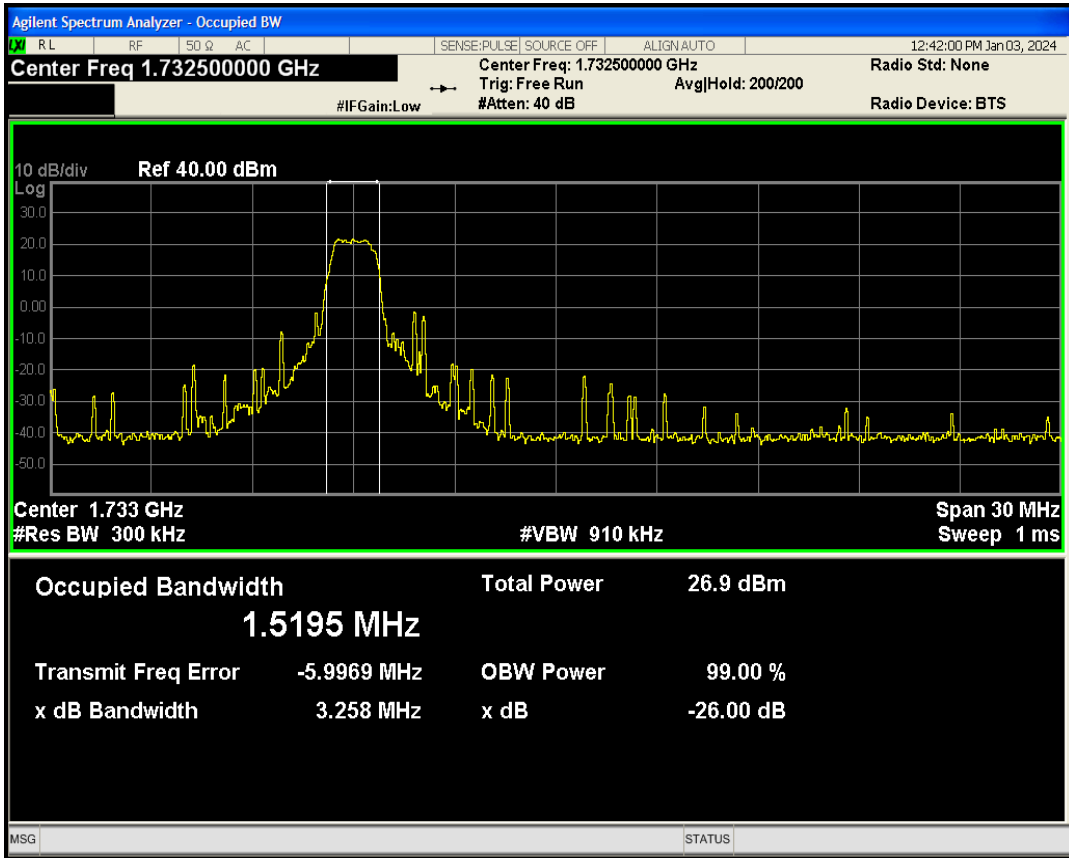 Agilent Spectrum Analyzer - Occupied BW
LXI RL RF 50 Ω AC SENSE:PULSE SOURCE OFF ALIGN AUTO 12:42:00 PM Jan 03, 2024
Center Freq 1.732500000 GHz Center Freq: 1.732500000 GHz Radio Std: None
Trig: Free Run Avg|Hold: 200/200
#IFGain:Low #Atten: 40 dB Radio Device: BTS
10 dB/div Ref 40.00 dBm
Log
30.0
20.0
10.0
0.00
-10.0
-20.0
-30.0
-40.0
-50.0
Center 1.733 GHz Span 30 MHz
#Res BW 300 kHz #VBW 910 kHz Sweep 1 ms
Occupied Bandwidth Total Power 26.9 dBm
1.5195 MHz
Transmit Freq Error -5.9969 MHz OBW Power 99.00 %
x dB Bandwidth 3.258 MHz x dB -26.00 dB
MSG STATUS